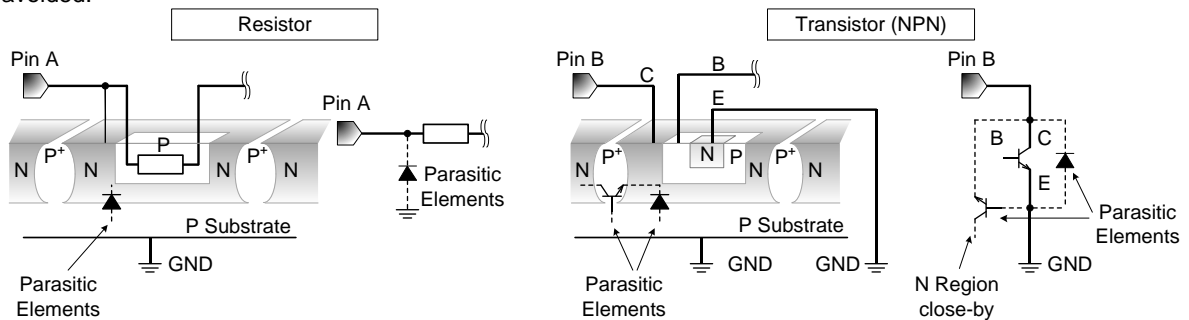 avoided.
Resistor
Transistor (NPN)
Pin A
Pin A
N P+ N P N P+ N
Parasitic
Elements
P Substrate
GND
Parasitic
Elements
Pin B
C
B
E
N P+ N N P P+ N
P Substrate
GND
GND
Parasitic
Elements
Pin B
B C
E
Parasitic
Elements
GND
N Region
close-by